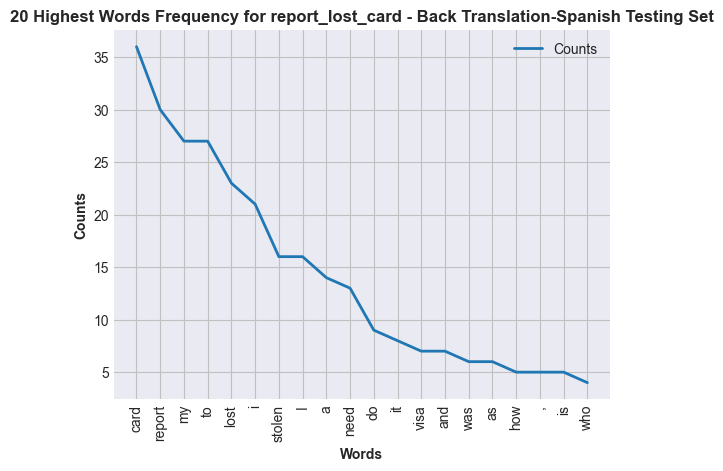 20 Highest Words Frequency for report_lost_card - Back Translation-Spanish Testing Set
Counts
35
30
25
20
15
10
5
Counts
card
report
my
to
lost
i
stolen
I
a
need
do
it
visa
and
was
as
how
,
is
who
Words